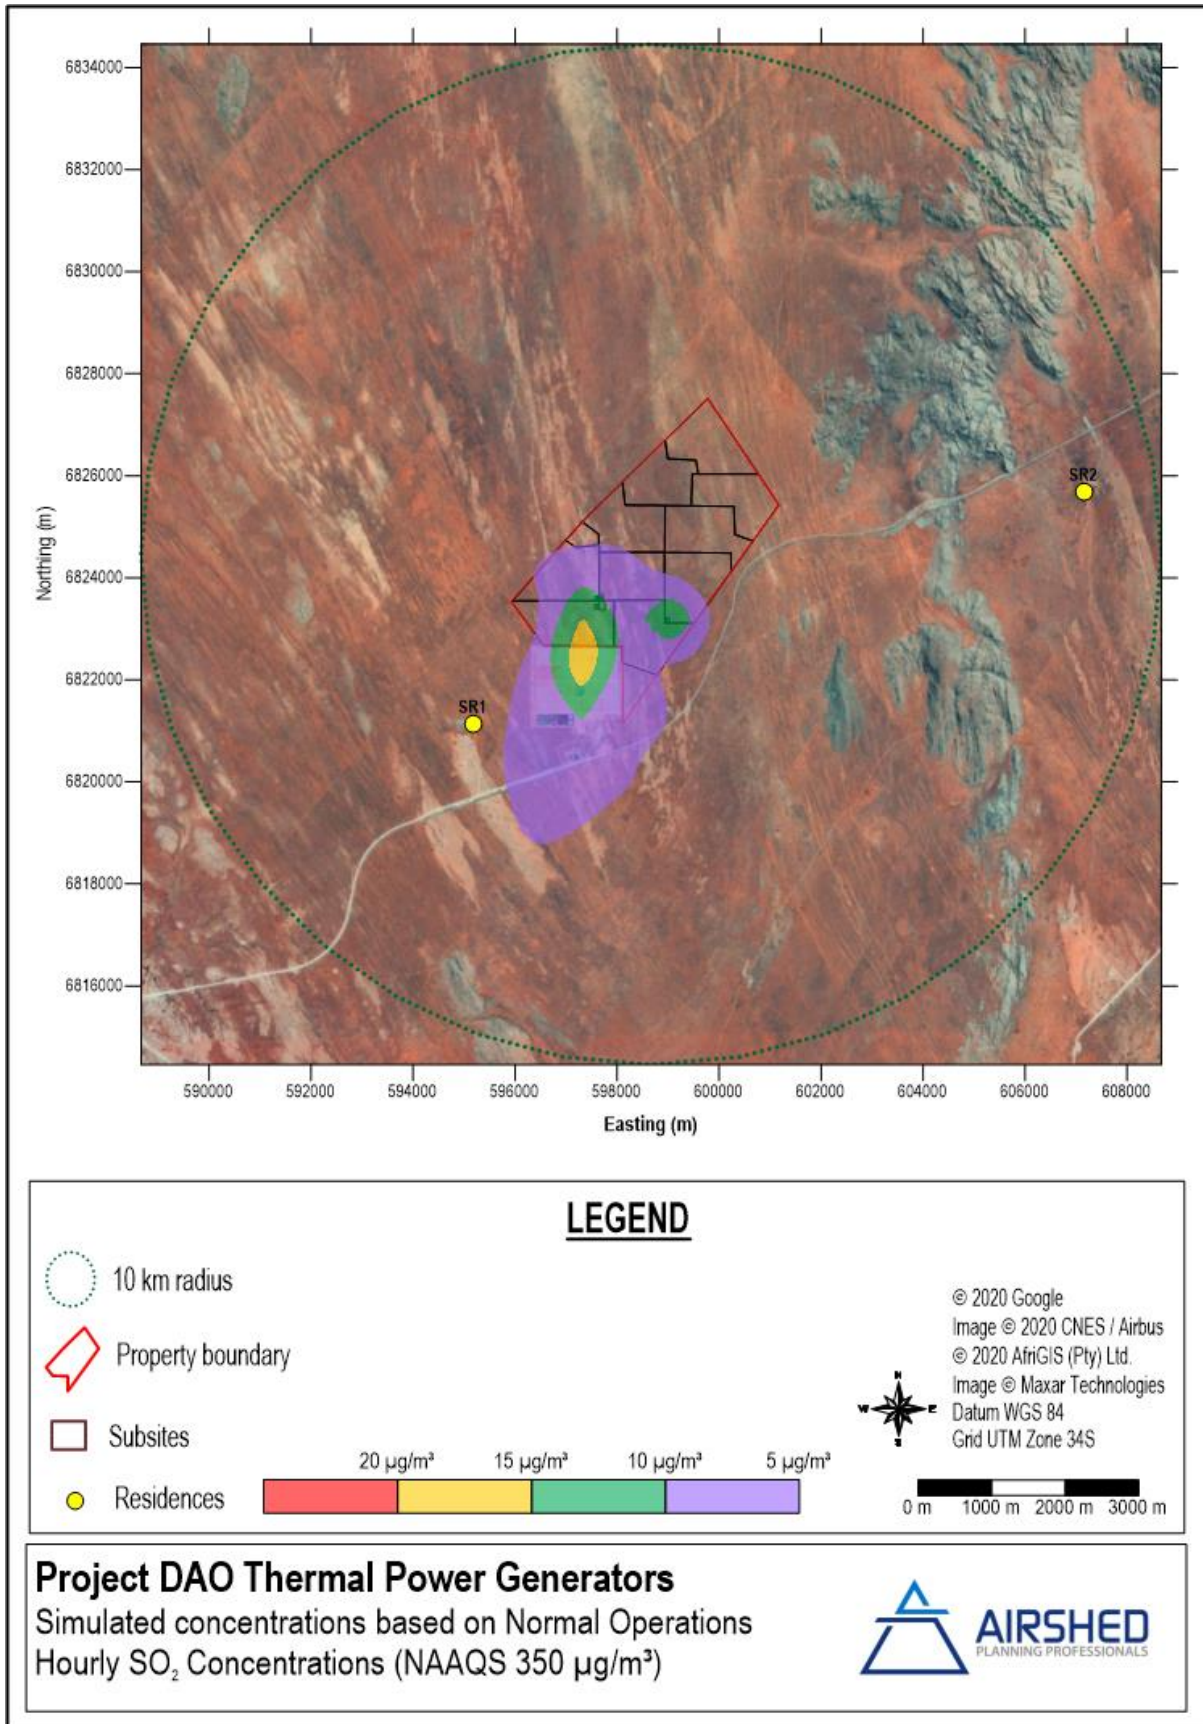 6834000
6832000
6830000
6828000
6826000
6824000
6822000
6820000
6818000
6816000
Northing (m)
SR2
SR1
590000 592000 594000 596000 598000 600000 602000 604000 606000 608000
Easting (m)
LEGEND
10 km radius
Property boundary
Subsites
Residences
20 µg/m³ 15 µg/m³ 10 µg/m³ 5 µg/m³
© 2020 Google
Image © 2020 CNES / Airbus
© 2020 AfriGIS (Pty) Ltd.
Image © Maxar Technologies
Datum WGS 84
Grid UTM Zone 34S
N
W E
S
0 m 1000 m 2000 m 3000 m
Project DAO Thermal Power Generators
Simulated concentrations based on Normal Operations
Hourly SO₂ Concentrations (NAAQS 350 µg/m³)
AIRSHED
PLANNING PROFESSIONALS